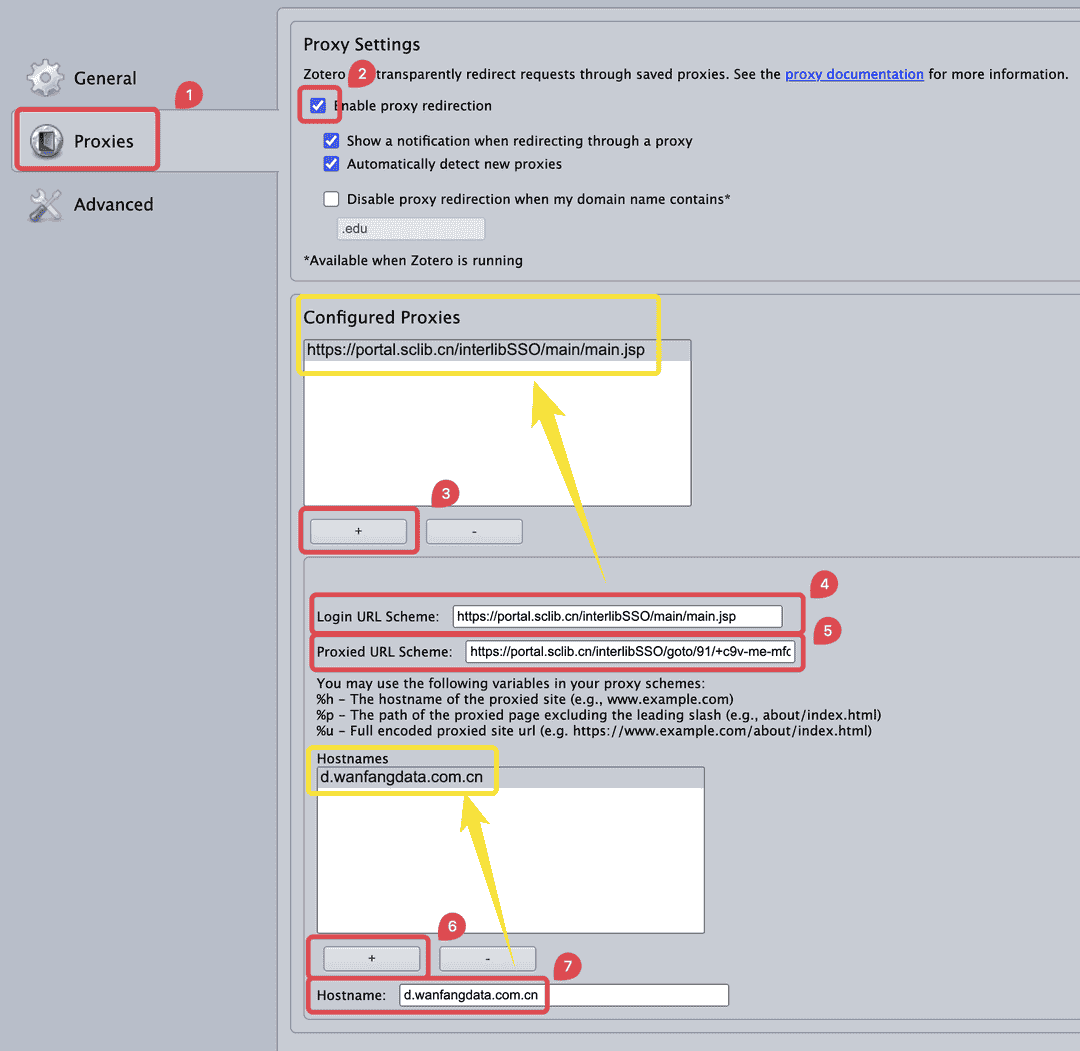 General
1
Proxies
Advanced
Proxy Settings
Zotero transparently redirect requests through saved proxies. See the proxy documentation for more information.
2
Enable proxy redirection
Show a notification when redirecting through a proxy
Automatically detect new proxies
Disable proxy redirection when my domain name contains*
.edu
*Available when Zotero is running
Configured Proxies
https://portal.sclib.cn/interlibSSO/main/main.jsp
3
+ -
4
Login URL Scheme: https://portal.sclib.cn/interlibSSO/main/main.jsp
5
Proxied URL Scheme: https://portal.sclib.cn/interlibSSO/goto/91/+c9v-me-mfc
You may use the following variables in your proxy schemes:
%h – The hostname of the proxied site (e.g., www.example.com)
%p – The path of the proxied page excluding the leading slash (e.g., about/index.html)
%u – Full encoded proxied site url (e.g. https://www.example.com/about/index.html)
Hostnames
d.wanfangdata.com.cn
6
+ -
7
Hostname: d.wanfangdata.com.cn